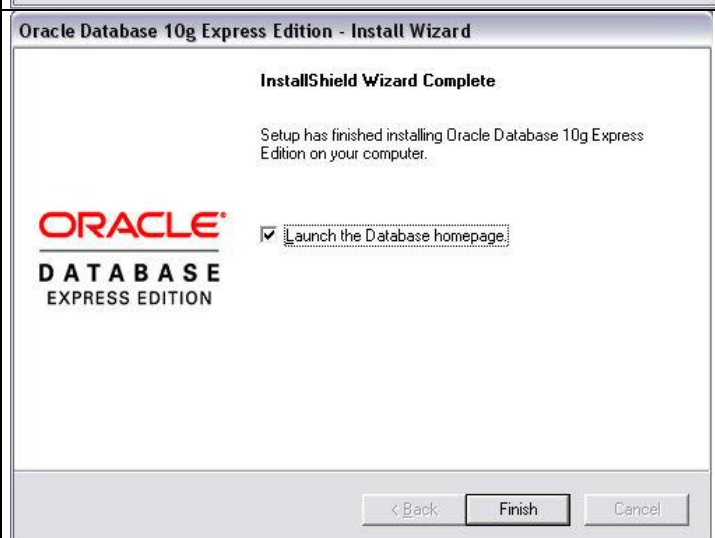 Oracle Database 10g Express Edition - Install Wizard
InstallShield Wizard Complete
Setup has finished installing Oracle Database 10g Express
Edition on your computer.
ORACLE
Launch the Database homepage.
DATABASE
EXPRESS EDITION
< Back
Finish
Cancel